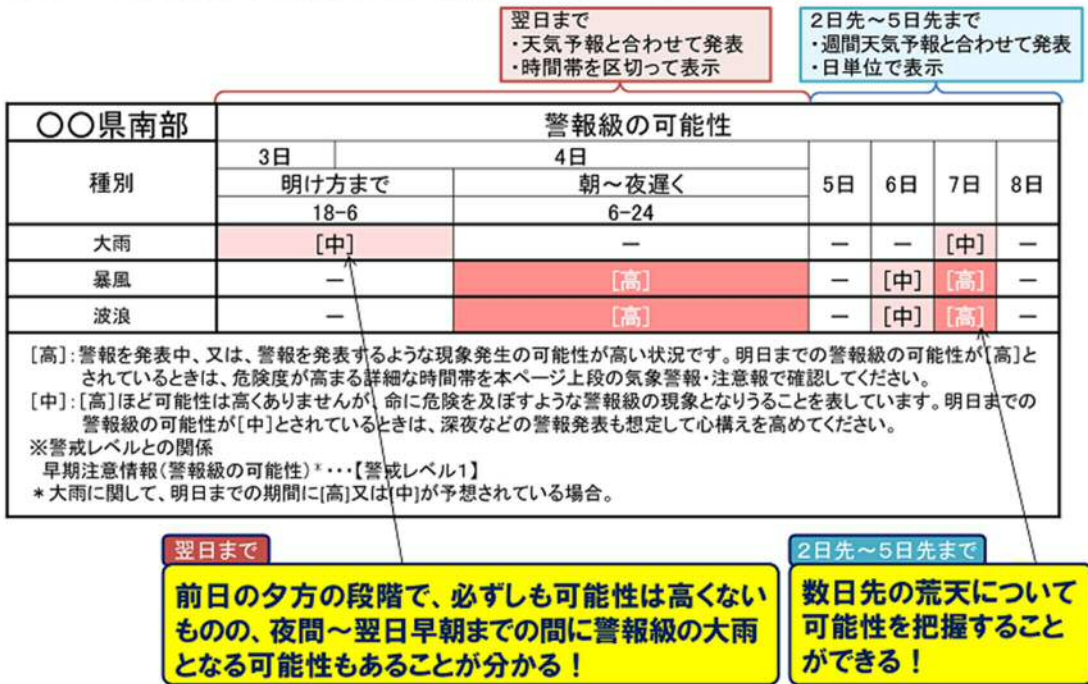 翌日まで
・天気予報と合わせて発表
・時間帯を区切って表示
2日先～5日先まで
・週間天気予報と合わせて発表
・日単位で表示
○○県南部 警報級の可能性
種別 3日 4日 5日 6日 7日 8日
明け方まで 朝～夜遅く
18-6 6-24
大雨 [中] － － － [中] －
暴風 － [高] － [中] [高] －
波浪 － [高] － [中] [高] －
[高]：警報を発表中、又は、警報を発表するような現象発生の可能性が高い状況です。明日までの警報級の可能性が[高]と
されているときは、危険度が高まる詳細な時間帯を本ページ上段の気象警報・注意報で確認してください。
[中]：[高]ほど可能性は高くありませんが、命に危険を及ぼすような警報級の現象となりうることを表しています。明日までの
警報級の可能性が[中]とされているときは、深夜などの警報発表も想定して心構えを高めてください。
※警戒レベルとの関係
早期注意情報（警報級の可能性）*・・・【警戒レベル1】
＊大雨に関して、明日までの期間に[高]又は[中]が予想されている場合。
翌日まで
前日の夕方の段階で、必ずしも可能性は高くない
ものの、夜間～翌日早朝までの間に警報級の大雨
となる可能性もあることが分かる！
2日先～5日先まで
数日先の荒天について
可能性を把握すること
ができる！